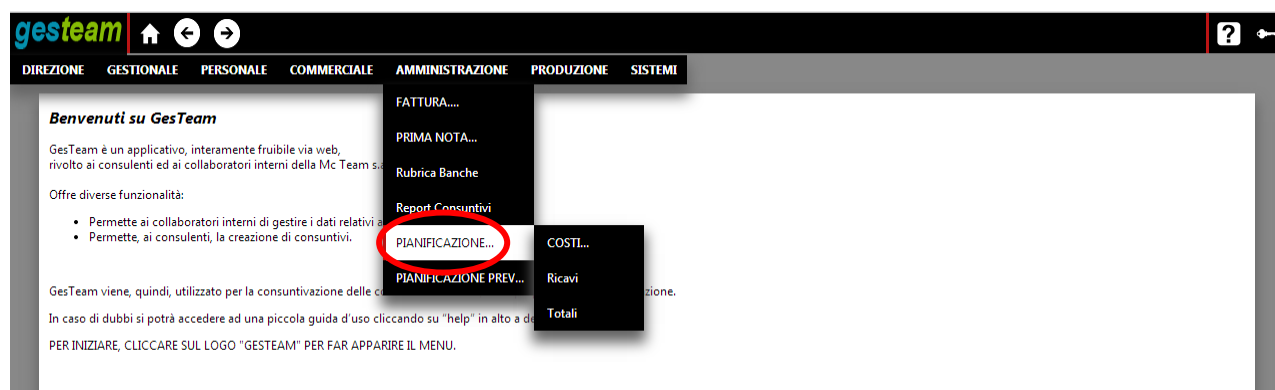 gesteam
?
DIREZIONE GESTIONALE PERSONALE COMMERCIALE AMMINISTRAZIONE PRODUZIONE SISTEMI
FATTURA....
PRIMA NOTA...
Rubrica Banche
Report Consuntivi
PIANIFICAZIONE...
PIANIFICAZIONE PREV...
COSTI...
Ricavi
Totali
Benvenuti su GesTeam
GesTeam è un applicativo, interamente fruibile via web,
rivolto ai consulenti ed ai collaboratori interni della Mc Team s.
Offre diverse funzionalità:
• Permette ai collaboratori interni di gestire i dati relativi a
• Permette, ai consulenti, la creazione di consuntivi.
GesTeam viene, quindi, utilizzato per la consuntivazione delle zione.
In caso di dubbi si potrà accedere ad una piccola guida d'uso cliccando su "help" in alto a
PER INIZIARE, CLICCARE SUL LOGO "GESTEAM" PER FAR APPARIRE IL MENU.